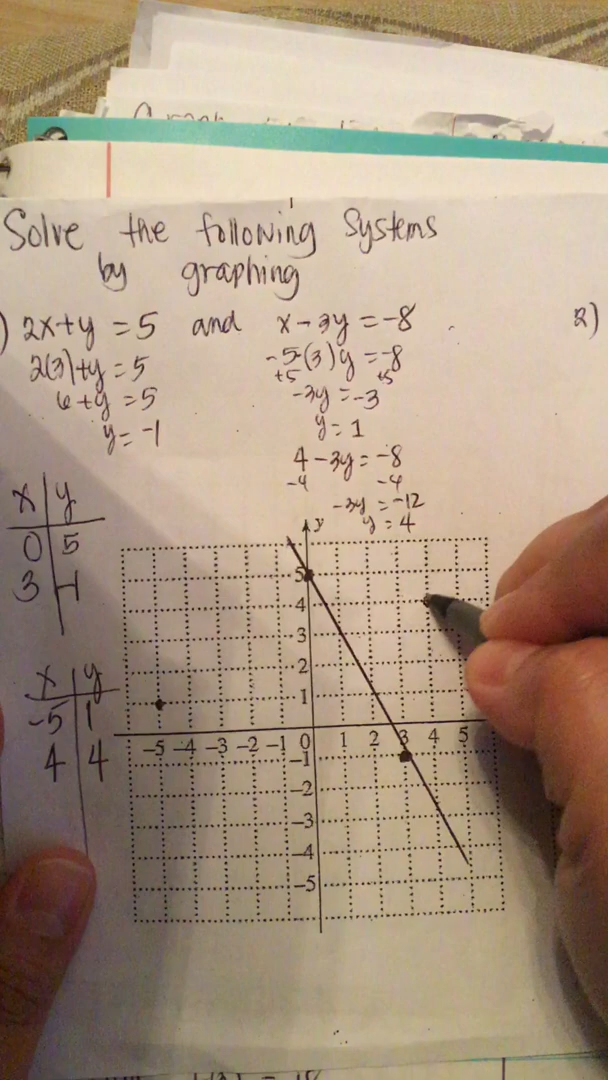 Solve the following Systems
by graphing
) 2x+y = 5 and x-3y = -8 2)
2(3)+y = 5 -5-(3)y = -8
+5 +5
6+y = 5 -3y = -3
y = -1 y = 1
4-3y = -8
-4 -4
-3y = -12
y = 4
x y
0 5
3 -1
x y
-5 1
4 4
y
5
4
3
2
1
-5 -4 -3 -2 -1 0 1 2 3 4 5
-1
-2
-3
-4
-5